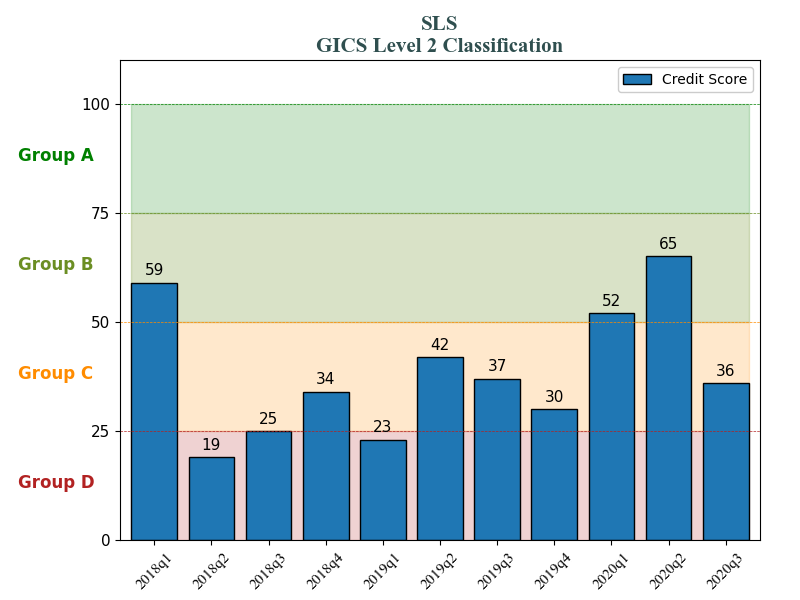 SLS
GICS Level 2 Classification
Credit Score
100
Group A
75
Group B
50
Group C
25
Group D
0
59
19
25
34
23
42
37
30
52
65
36
2018q1
2018q2
2018q3
2018q4
2019q1
2019q2
2019q3
2019q4
2020q1
2020q2
2020q3